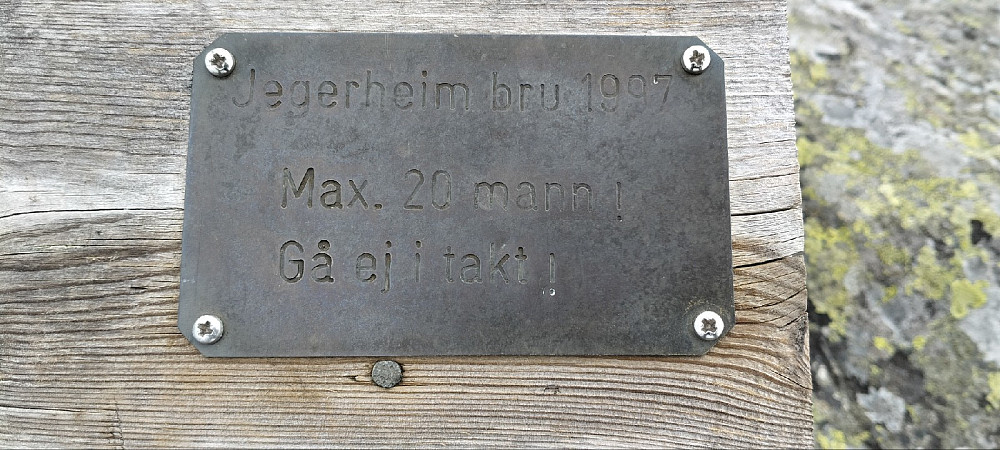 Jegerheim bru 1997
Max. 20 mann!
Gå ej i takt!